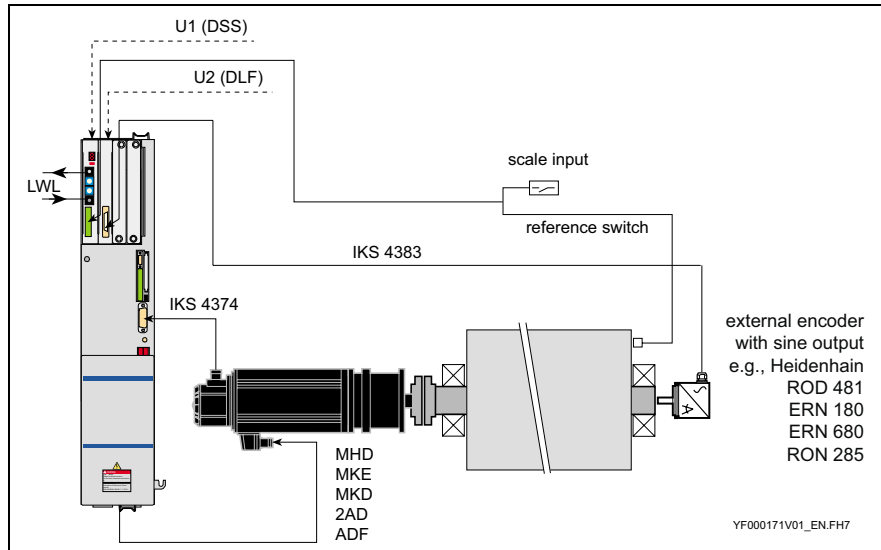 U1 (DSS)
U2 (DLF)
scale input
LWL
reference switch
IKS 4383
IKS 4374
external encoder
with sine output
e.g., Heidenhain
ROD 481
ERN 180
ERN 680
RON 285
MHD
MKE
MKD
2AD
ADF
YF000171V01_EN.FH7